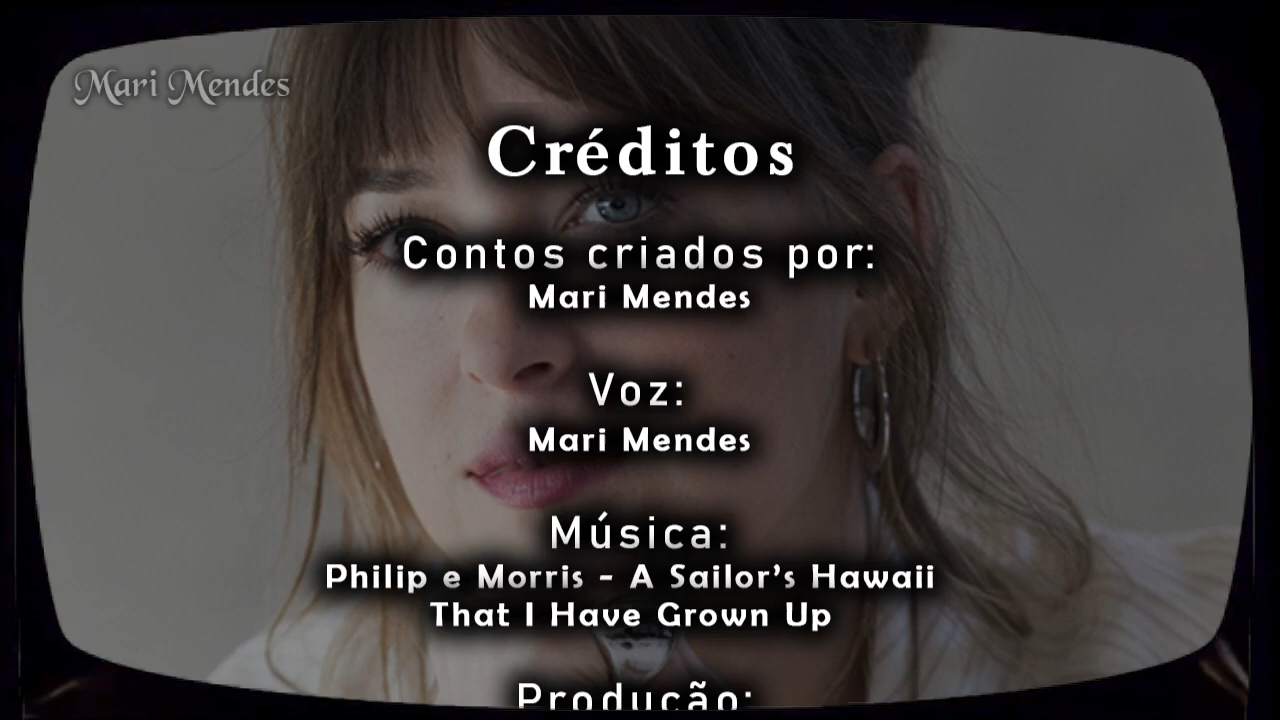 Mari Mendes
Créditos
Contos criados por:
Mari Mendes
Voz:
Mari Mendes
Música:
Philip e Morris - A Sailor's Hawaii
That I Have Grown Up
Produção: